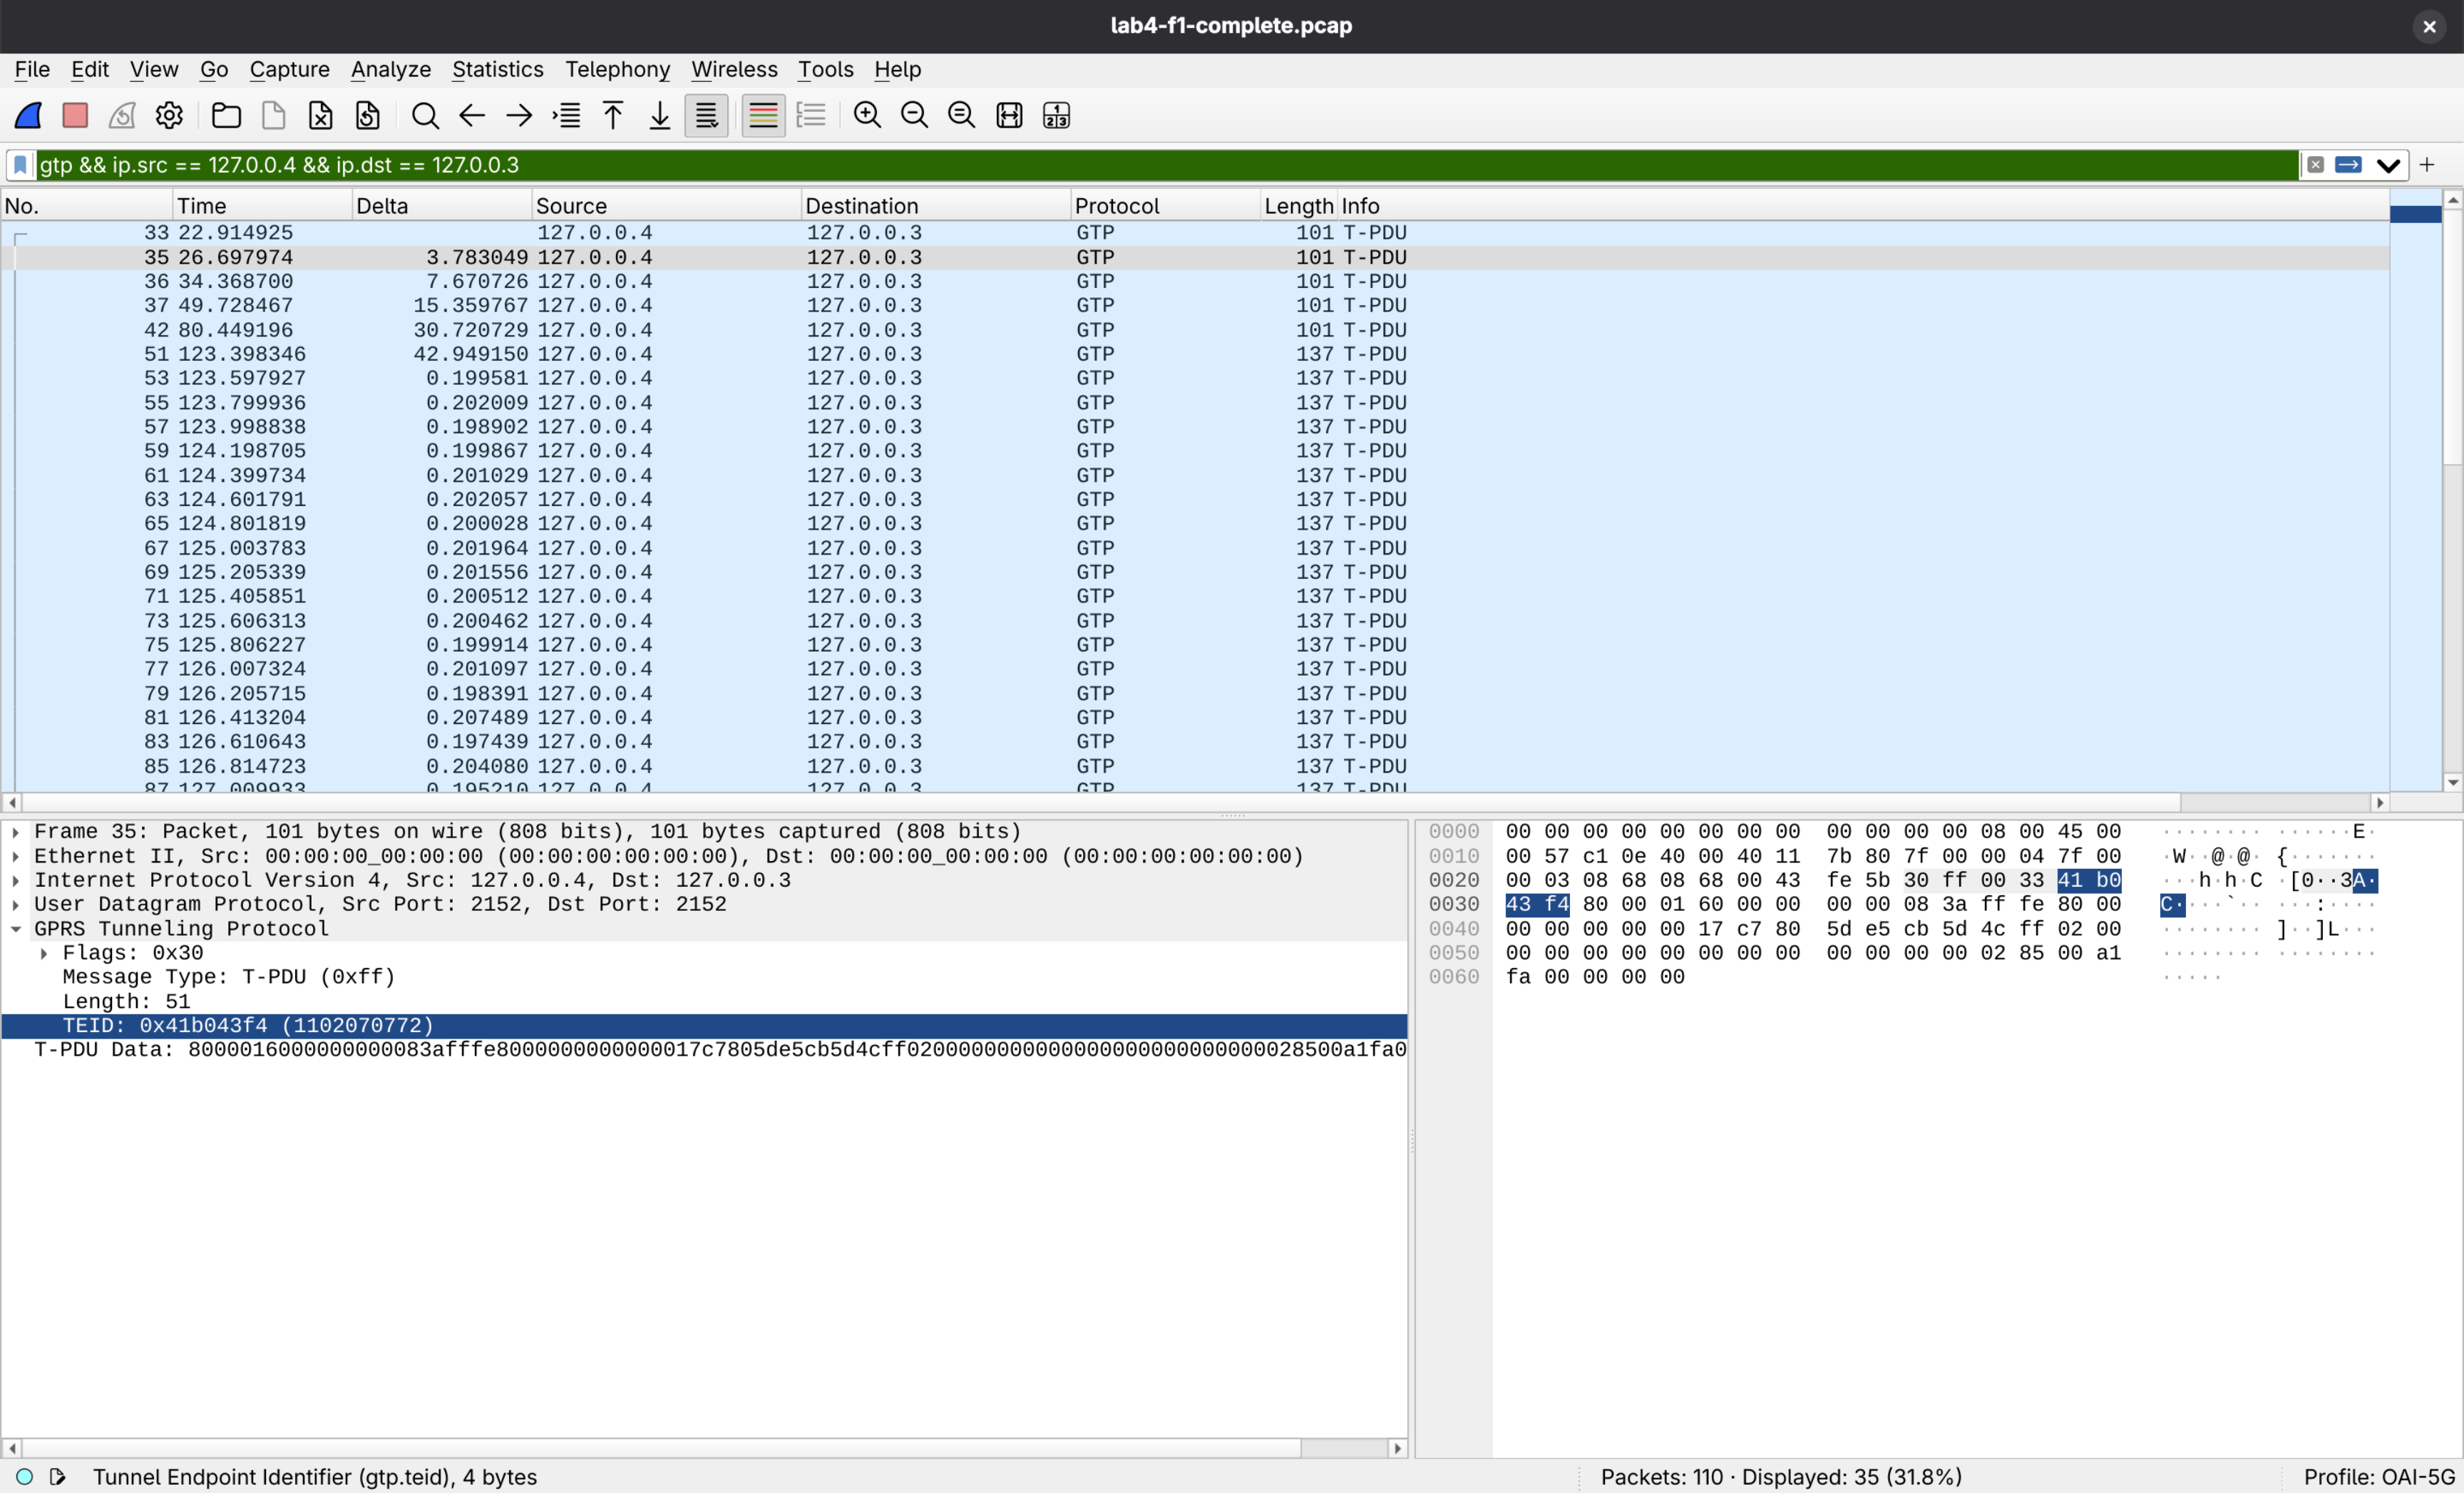 lab4-f1-complete.pcap
File Edit View Go Capture Analyze Statistics Telephony Wireless Tools Help
gtp && ip.src == 127.0.0.4 && ip.dst == 127.0.0.3
No. Time Delta Source Destination Protocol Length Info
33 22.914925 127.0.0.4 127.0.0.3 GTP 101 T-PDU
35 26.697974 3.783049 127.0.0.4 127.0.0.3 GTP 101 T-PDU
36 34.368700 7.670726 127.0.0.4 127.0.0.3 GTP 101 T-PDU
37 49.728467 15.359767 127.0.0.4 127.0.0.3 GTP 101 T-PDU
42 80.449196 30.720729 127.0.0.4 127.0.0.3 GTP 101 T-PDU
51 123.398346 42.949150 127.0.0.4 127.0.0.3 GTP 137 T-PDU
53 123.597927 0.199581 127.0.0.4 127.0.0.3 GTP 137 T-PDU
55 123.799936 0.202009 127.0.0.4 127.0.0.3 GTP 137 T-PDU
57 123.998838 0.198902 127.0.0.4 127.0.0.3 GTP 137 T-PDU
59 124.198705 0.199867 127.0.0.4 127.0.0.3 GTP 137 T-PDU
61 124.399734 0.201029 127.0.0.4 127.0.0.3 GTP 137 T-PDU
63 124.601791 0.202057 127.0.0.4 127.0.0.3 GTP 137 T-PDU
65 124.801819 0.200028 127.0.0.4 127.0.0.3 GTP 137 T-PDU
67 125.003783 0.201964 127.0.0.4 127.0.0.3 GTP 137 T-PDU
69 125.205339 0.201556 127.0.0.4 127.0.0.3 GTP 137 T-PDU
71 125.405851 0.200512 127.0.0.4 127.0.0.3 GTP 137 T-PDU
73 125.606313 0.200462 127.0.0.4 127.0.0.3 GTP 137 T-PDU
75 125.806227 0.199914 127.0.0.4 127.0.0.3 GTP 137 T-PDU
77 126.007324 0.201097 127.0.0.4 127.0.0.3 GTP 137 T-PDU
79 126.205715 0.198391 127.0.0.4 127.0.0.3 GTP 137 T-PDU
81 126.413204 0.207489 127.0.0.4 127.0.0.3 GTP 137 T-PDU
83 126.610643 0.197439 127.0.0.4 127.0.0.3 GTP 137 T-PDU
85 126.814723 0.204080 127.0.0.4 127.0.0.3 GTP 137 T-PDU
87 127.009933 0.195210 127.0.0.4 127.0.0.3 GTP 137 T-PDU
Frame 35: Packet, 101 bytes on wire (808 bits), 101 bytes captured (808 bits)
Ethernet II, Src: 00:00:00_00:00:00 (00:00:00:00:00:00), Dst: 00:00:00_00:00:00 (00:00:00:00:00:00)
Internet Protocol Version 4, Src: 127.0.0.4, Dst: 127.0.0.3
User Datagram Protocol, Src Port: 2152, Dst Port: 2152
GPRS Tunneling Protocol
Flags: 0x30
Message Type: T-PDU (0xff)
Length: 51
TEID: 0x41b043f4 (1102070772)
T-PDU Data: 8000016000000000083afffe8000000000000017c7805de5cb5d4cff02000000000000000000000000028500a1fa0
0000 00 00 00 00 00 00 00 00 00 00 00 00 08 00 45 00 ········ ······E·
0010 00 57 c1 0e 40 00 40 11 7b 80 7f 00 00 04 7f 00 ·W··@·@· {·······
0020 00 03 08 68 08 68 00 43 fe 5b 30 ff 00 33 41 b0 ···h·h·C ·[0··3A·
0030 43 f4 80 00 01 60 00 00 00 00 08 3a ff fe 80 00 C····`·· ···:····
0040 00 00 00 00 00 17 c7 80 5d e5 cb 5d 4c ff 02 00 ········ ]··]L···
0050 00 00 00 00 00 00 00 00 00 00 00 00 02 85 00 a1 ········ ········
0060 fa 00 00 00 00 ·····
Tunnel Endpoint Identifier (gtp.teid), 4 bytes
Packets: 110 · Displayed: 35 (31.8%)
Profile: OAI-5G